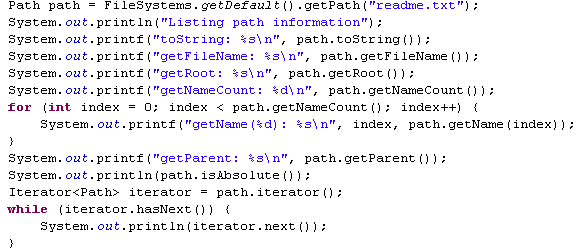 Path path = FileSystems.getDefault().getPath("readme.txt");
System.out.println("Listing path information");
System.out.printf("toString: %s\n", path.toString());
System.out.printf("getFileName: %s\n", path.getFileName());
System.out.printf("getRoot: %s\n", path.getRoot());
System.out.printf("getNameCount: %d\n", path.getNameCount());
for (int index = 0; index < path.getNameCount(); index++) {
    System.out.printf("getName(%d): %s\n", index, path.getName(index));
}
System.out.printf("getParent: %s\n", path.getParent());
System.out.println(path.isAbsolute());
Iterator<Path> iterator = path.iterator();
while (iterator.hasNext()) {
    System.out.println(iterator.next());
}